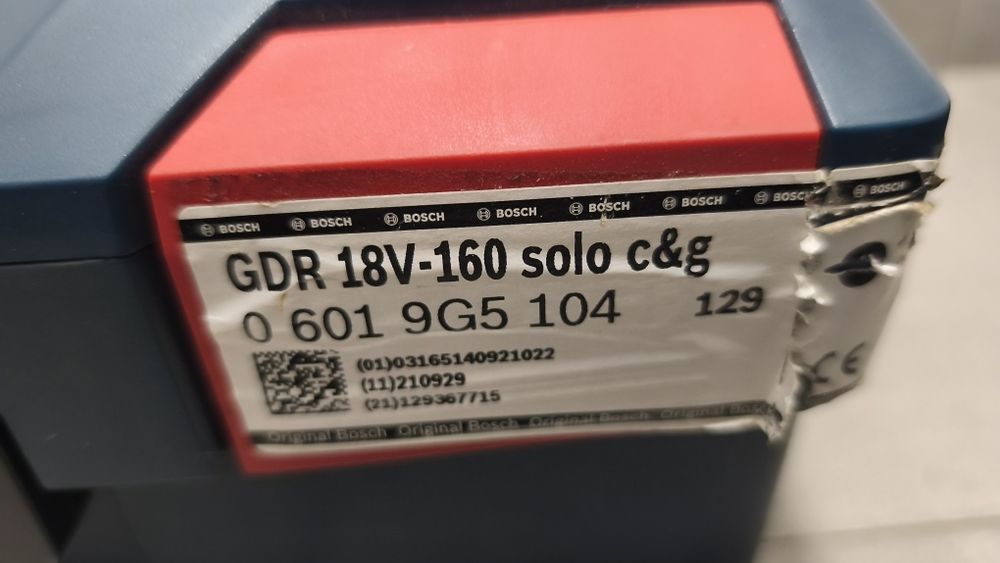 BOSCH BOSCH BOSCH BOSCH BOSCH BOSCH BOSCH BOSCH
GDR 18V-160 solo c&g
0 601 9G5 104 129
(01)03165140921022
(11)210929
(21)129367715
CE
Original Bosch Original Bosch Original Bosch Original Bosch